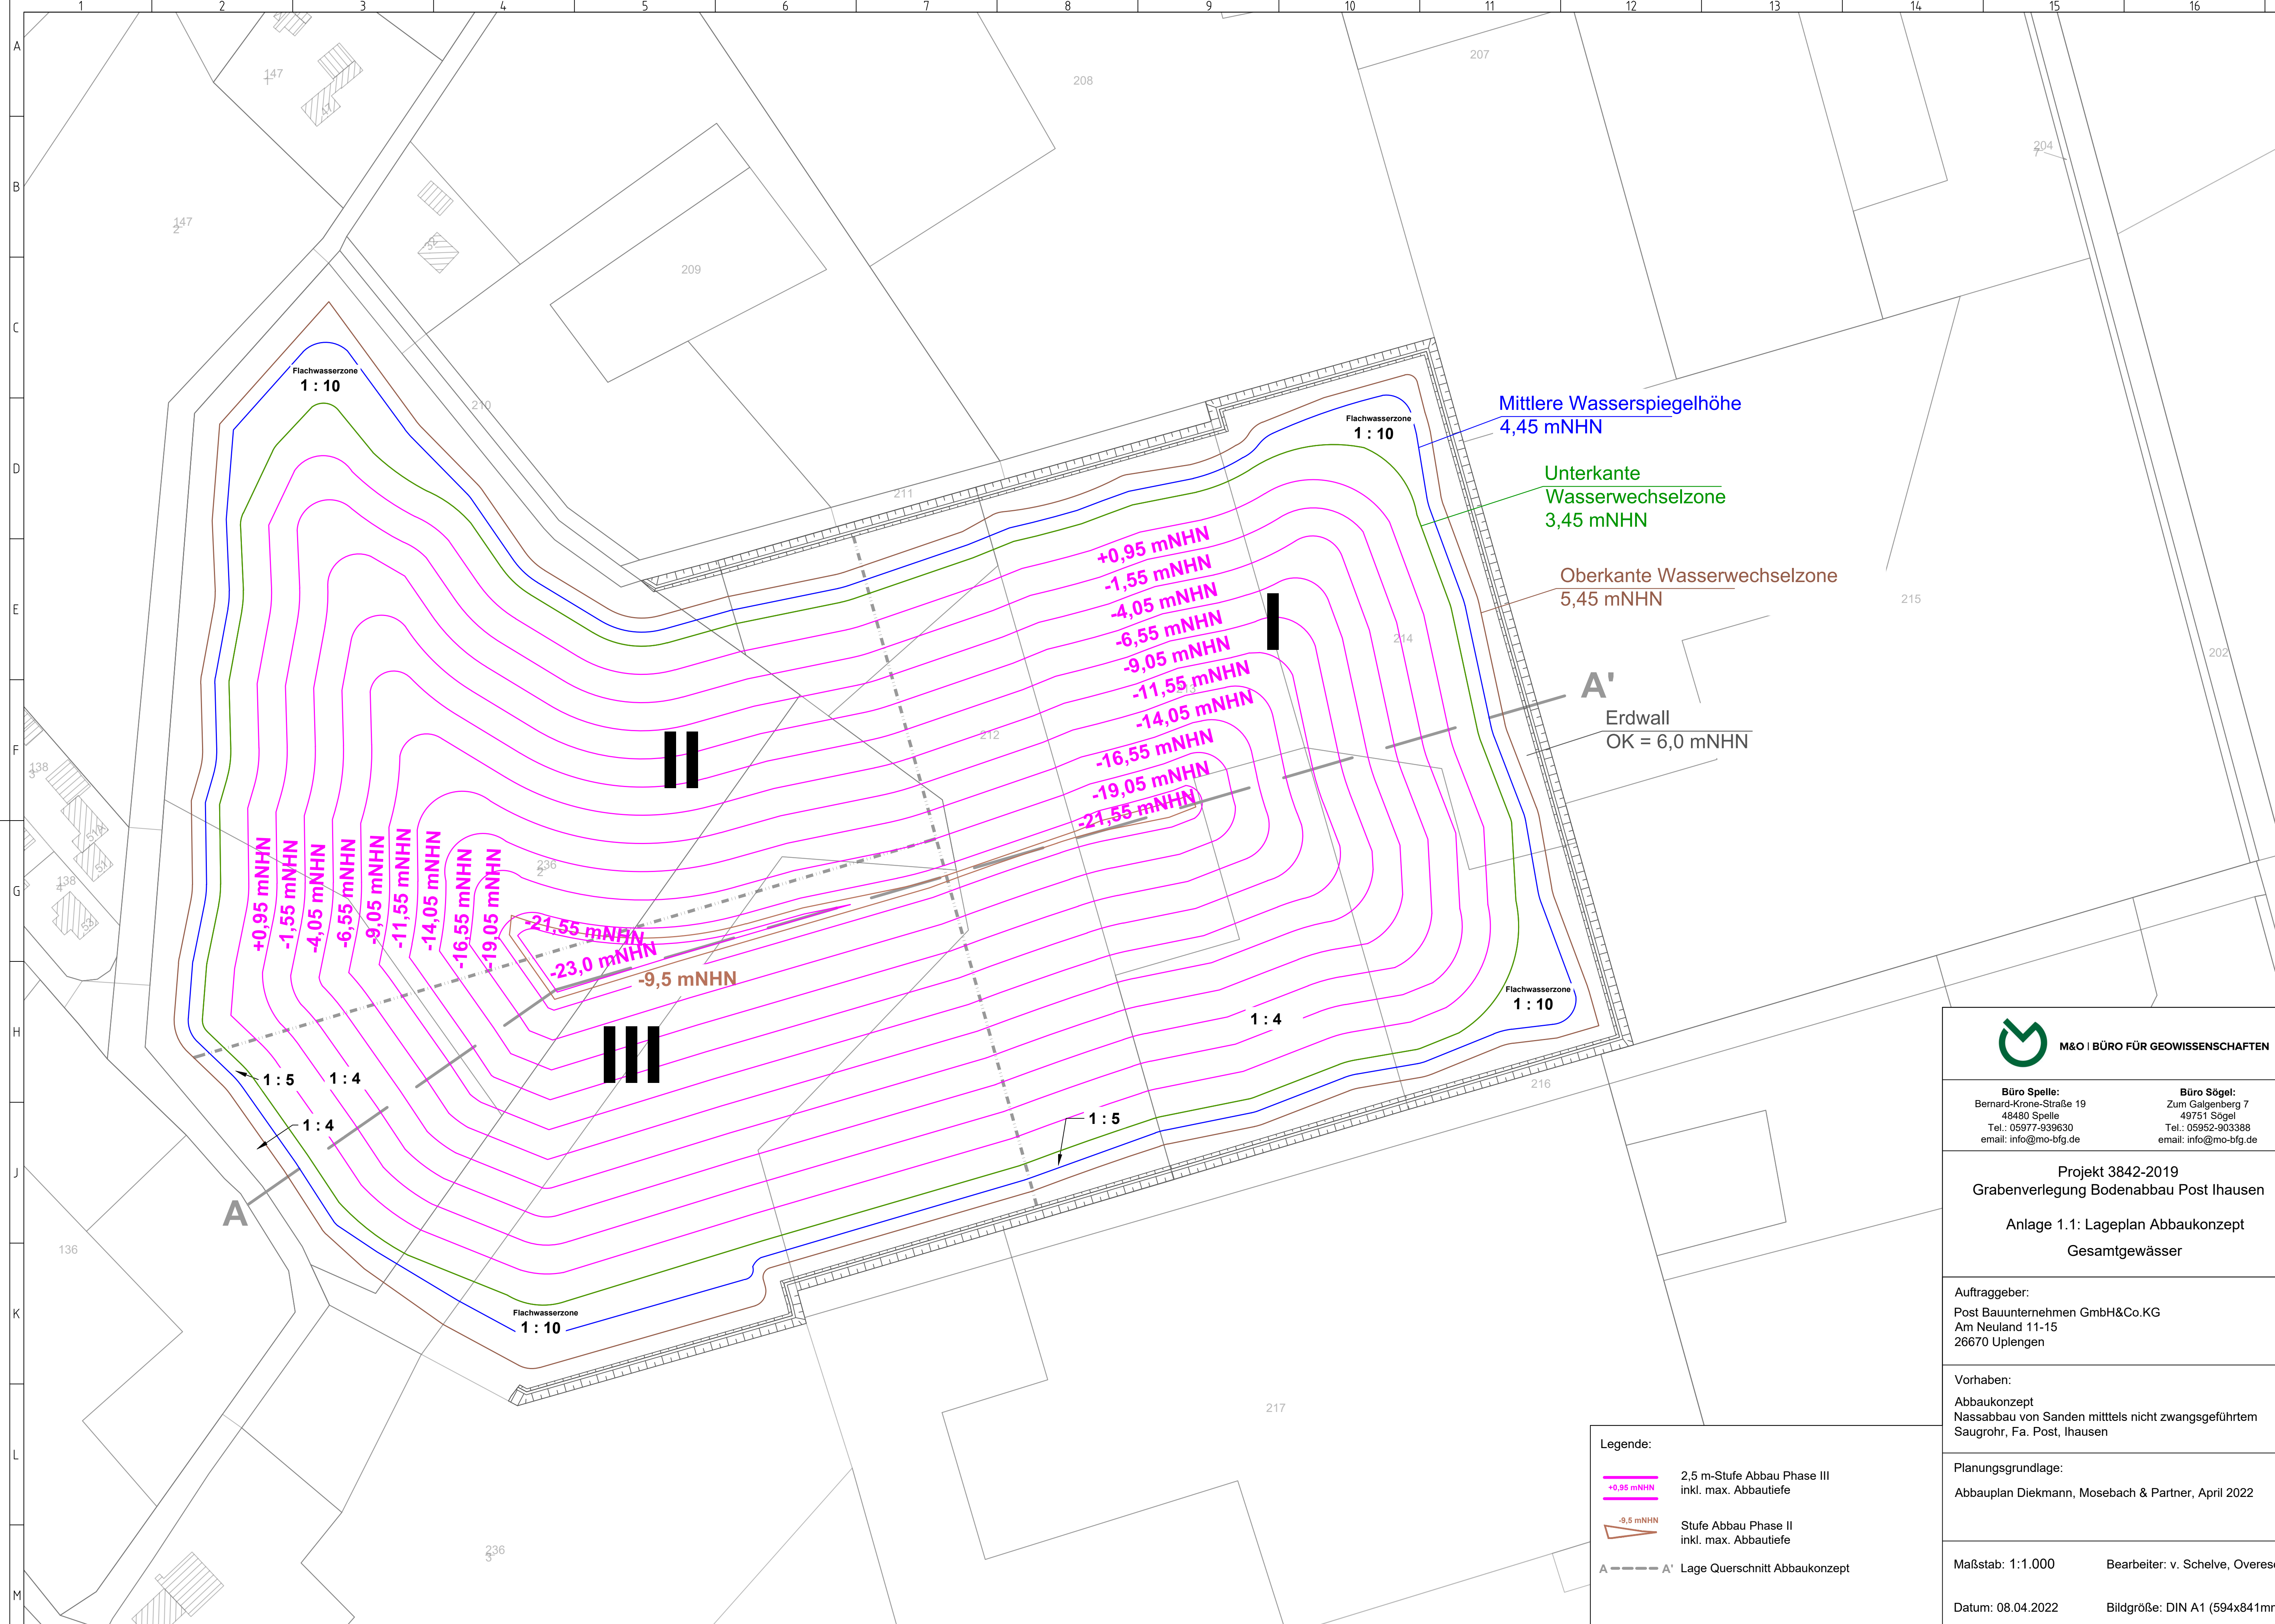 1 2 3 4 5 6 7 8 9 10 11 12 13 14 15 16
A
B
C
D
E
F
G
H
J
K
L
M
147
1
47
147
2
32
208
207
204
7
209
210
211
Flachwasserzone
1 : 10
Flachwasserzone
1 : 10
Mittlere Wasserspiegelhöhe
4,45 mNHN
Unterkante
Wasserwechselzone
3,45 mNHN
Oberkante Wasserwechselzone
5,45 mNHN
215
202
214
213
212
A'
Erdwall
OK = 6,0 mNHN
+0,95 mNHN
-1,55 mNHN
-4,05 mNHN
-6,55 mNHN
-9,05 mNHN
-11,55 mNHN
-14,05 mNHN
-16,55 mNHN
-19,05 mNHN
-21,55 mNHN
I
II
III
138
3
51A
51
138
4
53
236
2
+0,95 mNHN
-1,55 mNHN
-4,05 mNHN
-6,55 mNHN
-9,05 mNHN
-11,55 mNHN
-14,05 mNHN
-16,55 mNHN
-19,05 mNHN
-21,55 mNHN
-23,0 mNHN
-9,5 mNHN
1 : 4
Flachwasserzone
1 : 10
1 : 5
1 : 4
1 : 4
1 : 5
A
136
216
217
236
3
Flachwasserzone
1 : 10
Legende:
+0,95 mNHN
2,5 m-Stufe Abbau Phase III
inkl. max. Abbautiefe
-9,5 mNHN
Stufe Abbau Phase II
inkl. max. Abbautiefe
A A' Lage Querschnitt Abbaukonzept
M&O | BÜRO FÜR GEOWISSENSCHAFTEN
Büro Spelle:
Bernard-Krone-Straße 19
48480 Spelle
Tel.: 05977-939630
email: info@mo-bfg.de
Büro Sögel:
Zum Galgenberg 7
49751 Sögel
Tel.: 05952-903388
email: info@mo-bfg.de
Projekt 3842-2019
Grabenverlegung Bodenabbau Post Ihausen
Anlage 1.1: Lageplan Abbaukonzept
Gesamtgewässer
Auftraggeber:
Post Bauunternehmen GmbH&Co.KG
Am Neuland 11-15
26670 Uplengen
Vorhaben:
Abbaukonzept
Nassabbau von Sanden mitttels nicht zwangsgeführtem
Saugrohr, Fa. Post, Ihausen
Planungsgrundlage:
Abbauplan Diekmann, Mosebach & Partner, April 2022
Maßstab: 1:1.000 Bearbeiter: v. Schelve,
Datum: 08.04.2022 Bildgröße: DIN A1